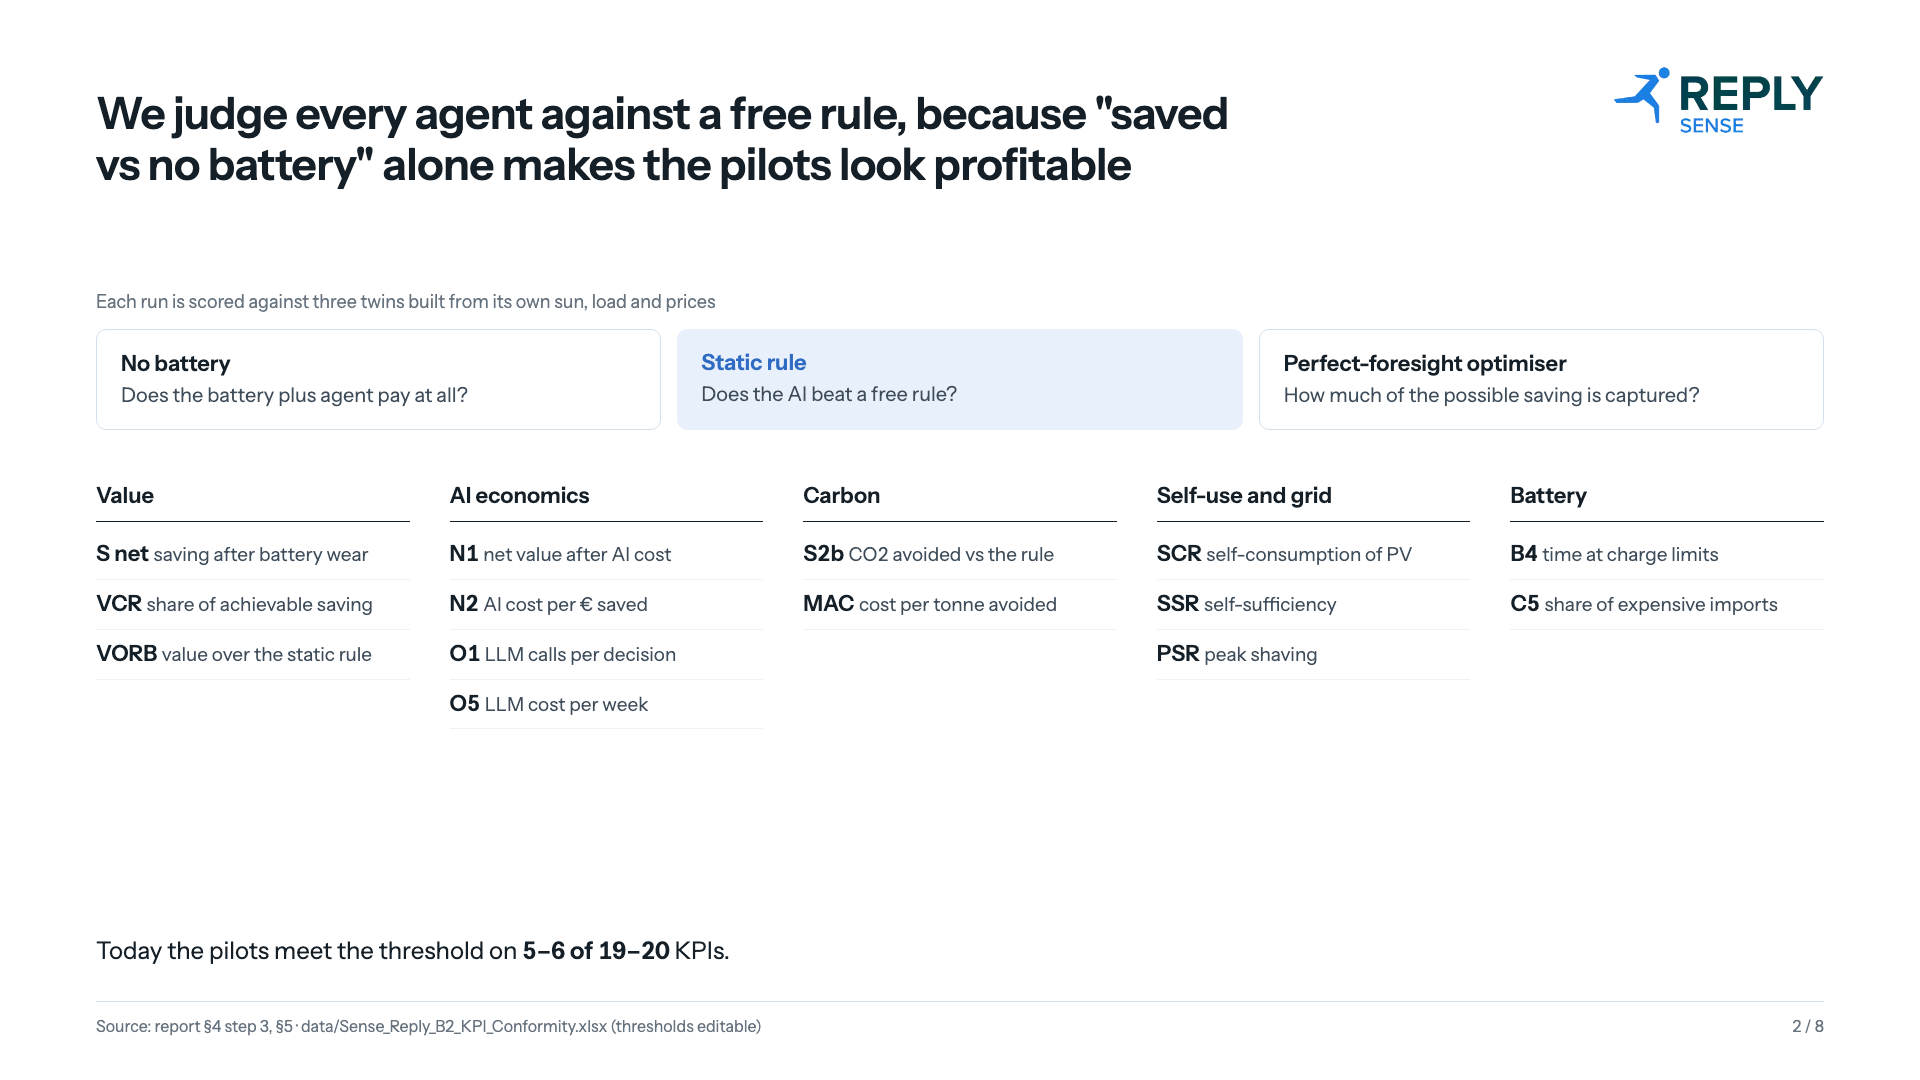 We judge every agent against a free rule, because "saved
vs no battery" alone makes the pilots look profitable
REPLY
SENSE
Each run is scored against three twins built from its own sun, load and prices
No battery
Does the battery plus agent pay at all?
Static rule
Does the AI beat a free rule?
Perfect-foresight optimiser
How much of the possible saving is captured?
Value
S net saving after battery wear
VCR share of achievable saving
VORB value over the static rule
AI economics
N1 net value after AI cost
N2 AI cost per € saved
O1 LLM calls per decision
O5 LLM cost per week
Carbon
S2b CO2 avoided vs the rule
MAC cost per tonne avoided
Self-use and grid
SCR self-consumption of PV
SSR self-sufficiency
PSR peak shaving
Battery
B4 time at charge limits
C5 share of expensive imports
Today the pilots meet the threshold on 5–6 of 19–20 KPIs.
Source: report §4 step 3, §5 · data/Sense_Reply_B2_KPI_Conformity.xlsx (thresholds editable)
2 / 8